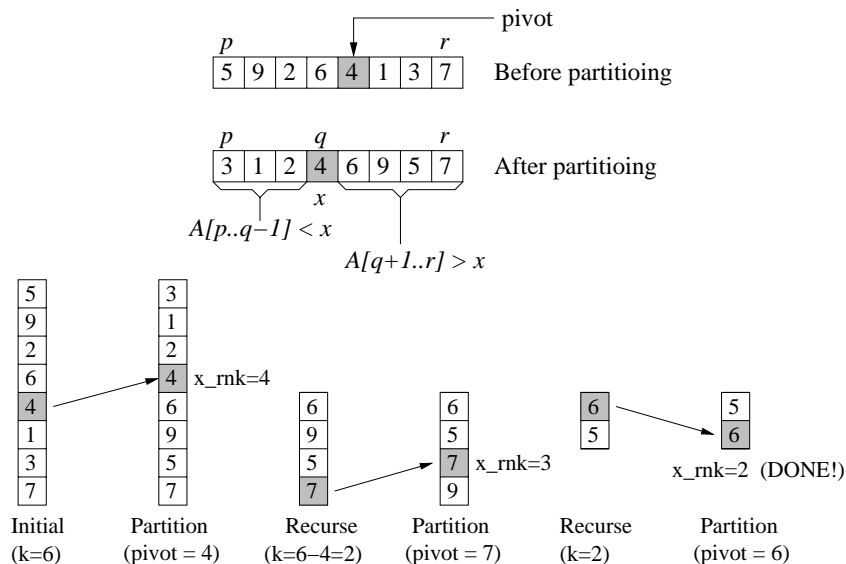 pivot
p r
5 9 2 6 4 1 3 7 Before partitioing
p q r
3 1 2 4 6 9 5 7 After partitioing
x
A[p..q−1] < x
A[q+1..r] > x
5 3
9 1
2 2
6 4 x_rnk=4
4 6 6 6 6 5
1 9 9 5 5 6
3 5 5 7 x_rnk=3 x_rnk=2 (DONE!)
7 7 7 9
Initial Partition Recurse Partition Recurse Partition
(k=6) (pivot = 4) (k=6−4=2) (pivot = 7) (k=2) (pivot = 6)